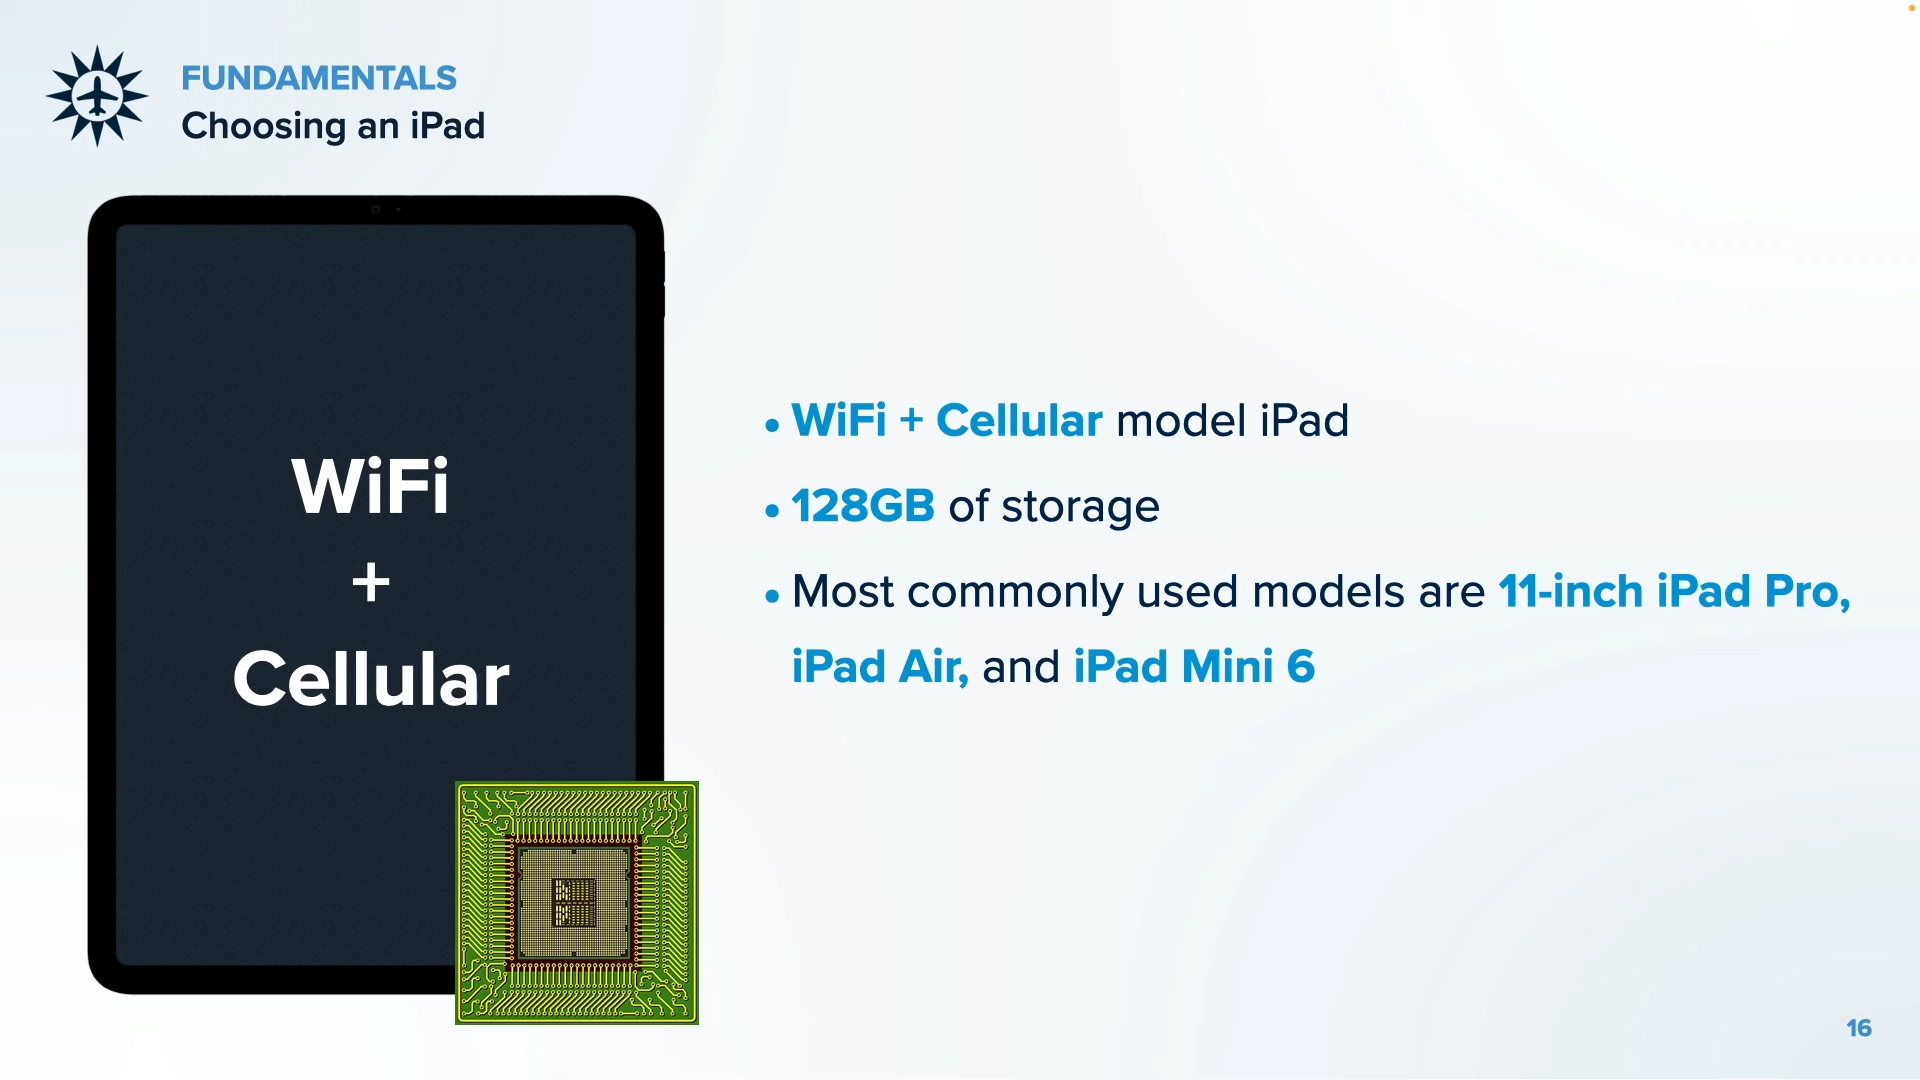 FUNDAMENTALS
Choosing an iPad
WiFi
+
Cellular
• WiFi + Cellular model iPad
• 128GB of storage
• Most commonly used models are 11-inch iPad Pro,
iPad Air, and iPad Mini 6
16